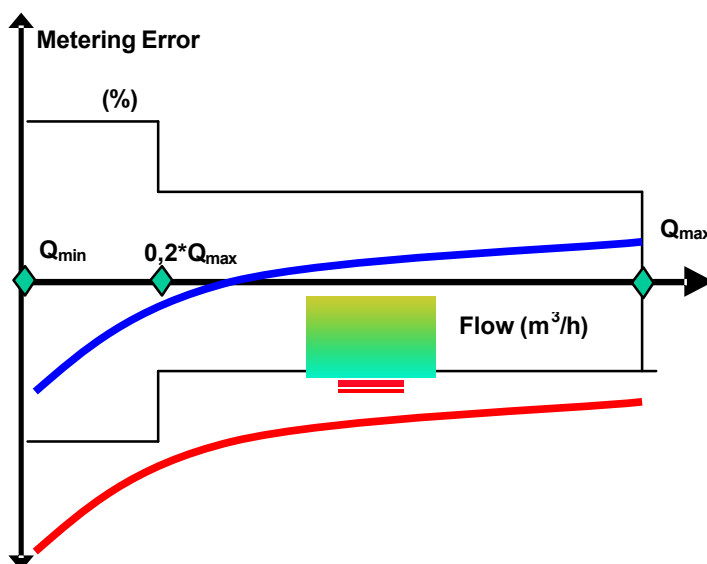 Metering Error
(%)
Qmin
0,2*Qmax
Qmax
Flow (m³/h)